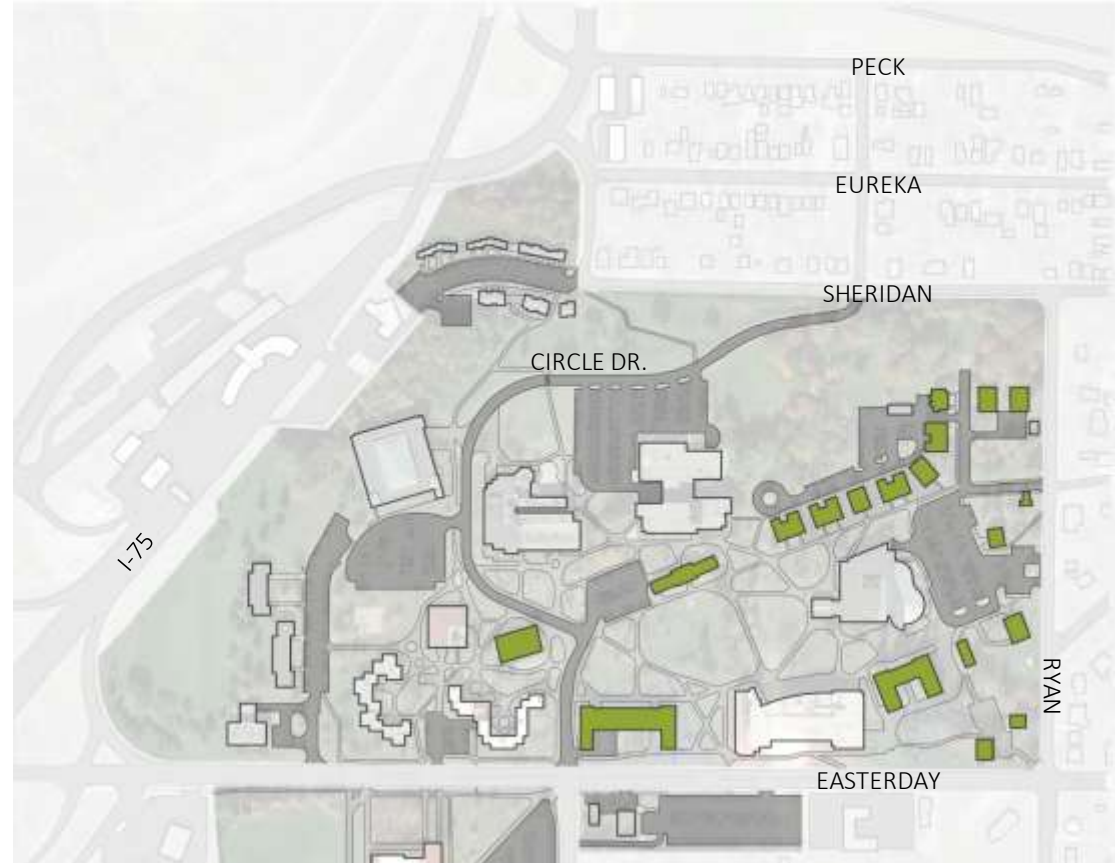 PECK
EUREKA
SHERIDAN
CIRCLE DR.
I-75
RYAN
EASTERDAY